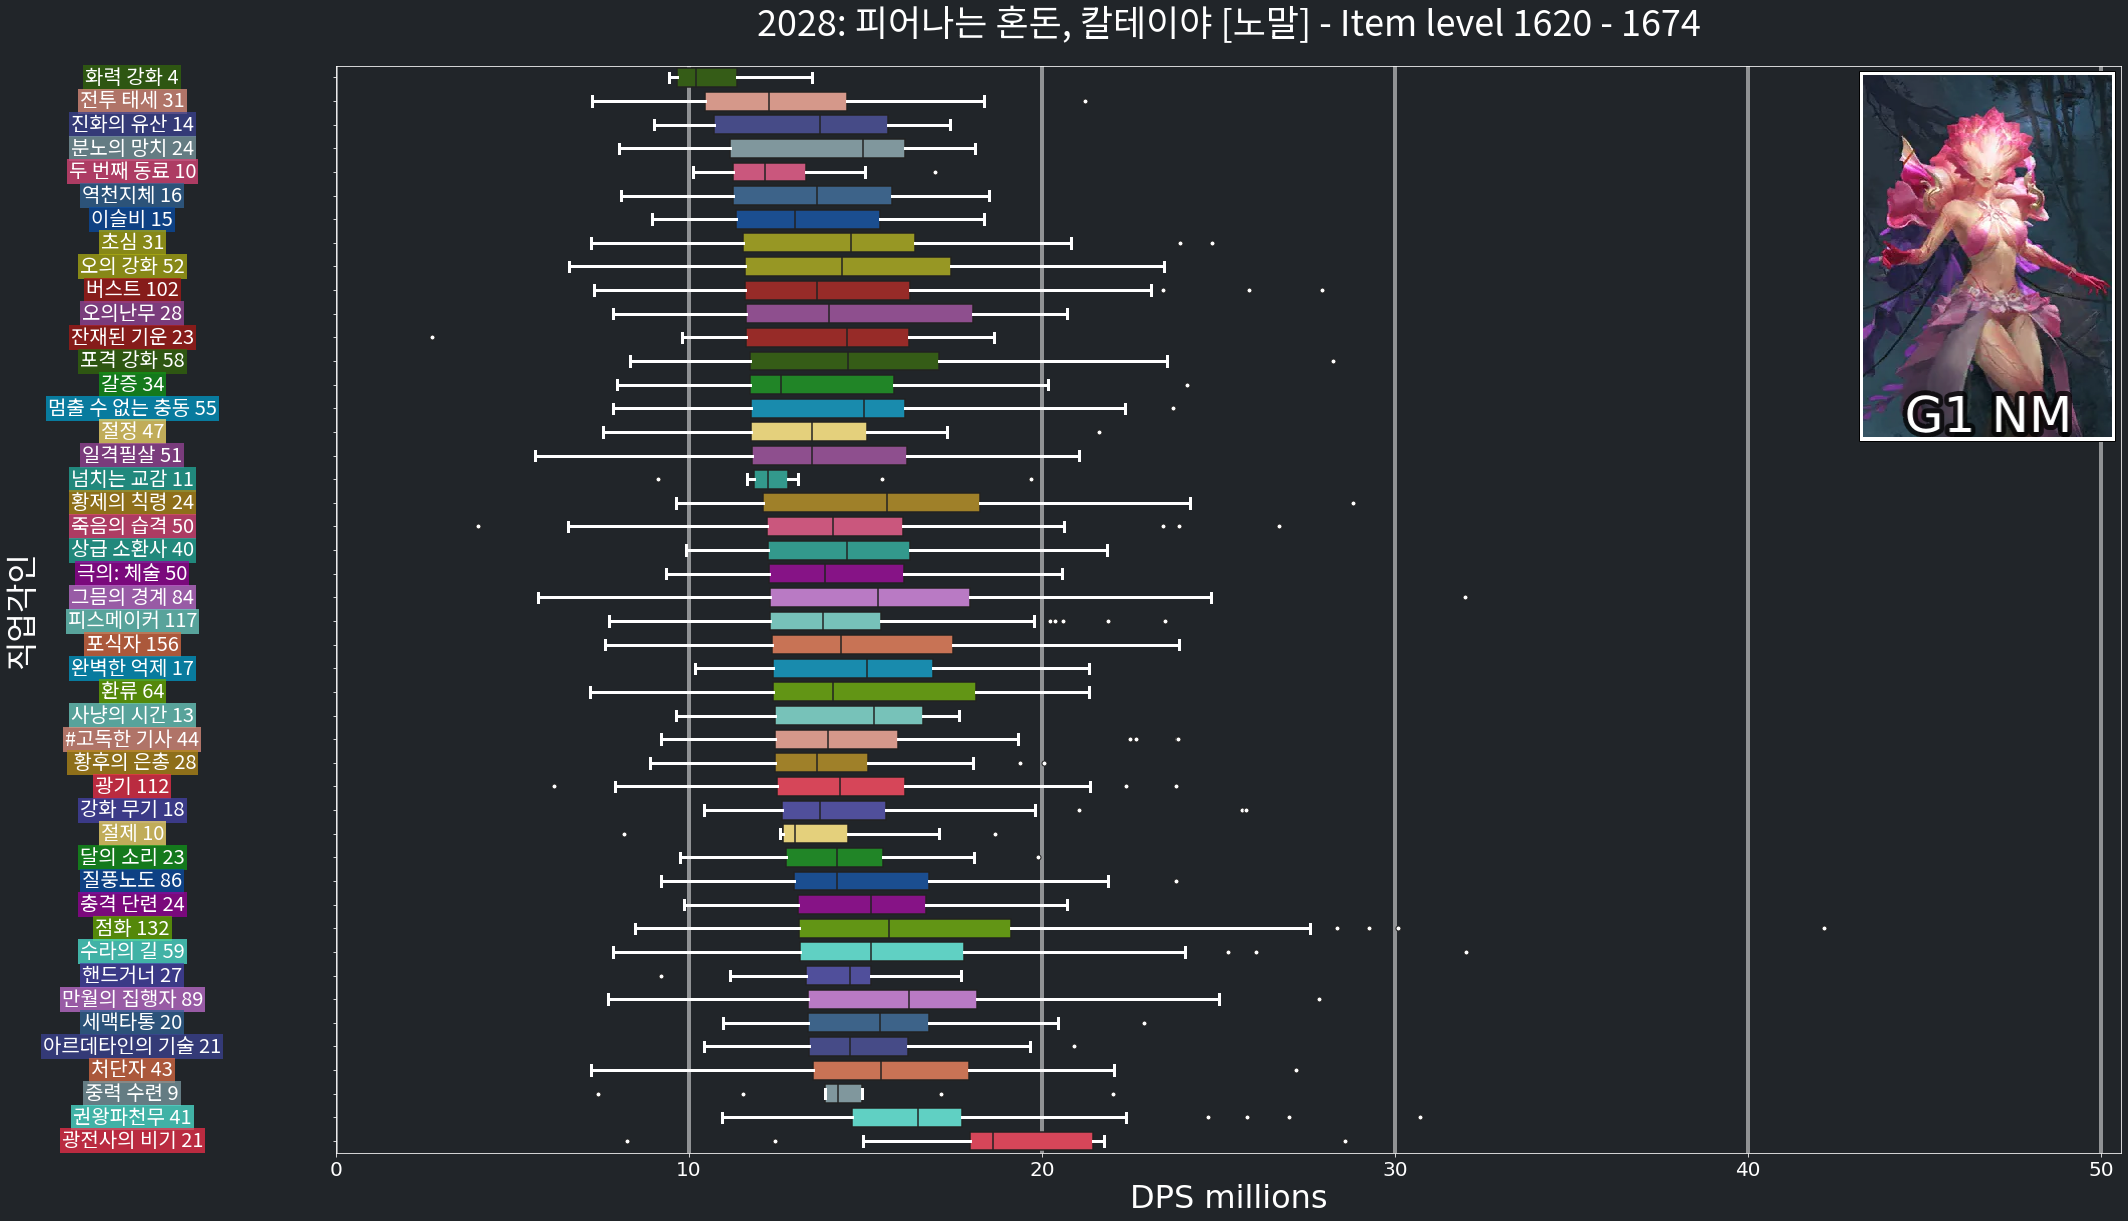 2028: 피어나는 혼돈, 칼테이야 [노말] - Item level 1620 - 1674
화력 강화 4
전투 태세 31
진화의 유산 14
분노의 망치 24
두 번째 동료 10
역천지체 16
이슬비 15
초심 31
오의 강화 52
버스트 102
오의난무 28
잔재된 기운 23
포격 강화 58
갈증 34
멈출 수 없는 충동 55
절정 47
일격필살 51
넘치는 교감 11
황제의 칙령 24
죽음의 습격 50
상급 소환사 40
극의: 체술 50
그믐의 경계 84
피스메이커 117
포식자 156
완벽한 억제 17
환류 64
사냥의 시간 13
#고독한 기사 44
황후의 은총 28
광기 112
강화 무기 18
절제 10
달의 소리 23
질풍노도 86
충격 단련 24
점화 132
수라의 길 59
핸드거너 27
만월의 집행자 89
세맥타통 20
아르데타인의 기술 21
처단자 43
중력 수련 9
권왕파천무 41
광전사의 비기 21
직업각인
G1 NM
0 10 20 30 40 50
DPS millions